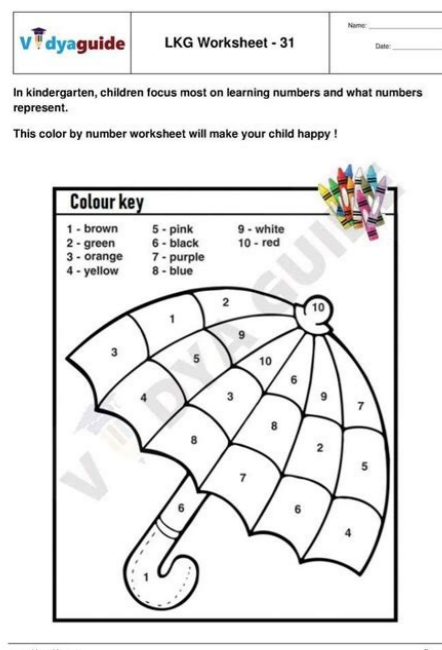 Vidyaguide
LKG Worksheet - 31
Name:
Date:
In kindergarten, children focus most on learning numbers and what numbers
represent.
This color by number worksheet will make your child happy !
Colour key
1 - brown 5 - pink 9 - white
2 - green 6 - black 10 - red
3 - orange 7 - purple
4 - yellow 8 - blue
2
10
1
9
3
5
10
6
4
3
9
7
8
8
2
5
7
6
6
4
1
VIDYA GUIDE